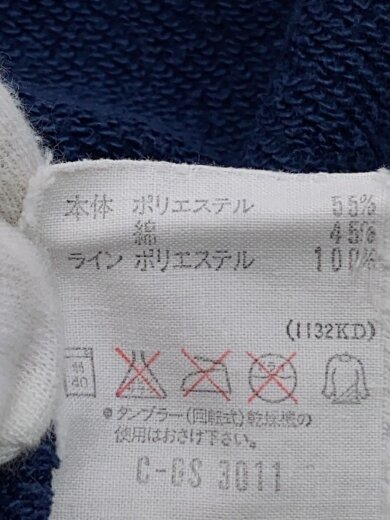 本体 ポリエステル 55%
綿 45%
ライン ポリエステル 100%
(1132KD)
40
◎タンブラー(回転式)乾燥機の
使用はおさけ下さい。
C-GS 3011